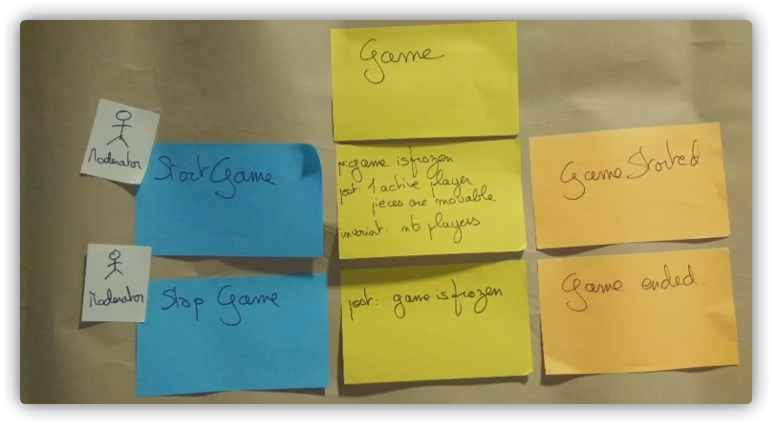 Game
Moderator
Start Game
pre: game is frozen
post: 1 active player
pieces are movable
invariant: nb players
Game Started
Moderator
Stop Game
post: game is frozen
Game ended.